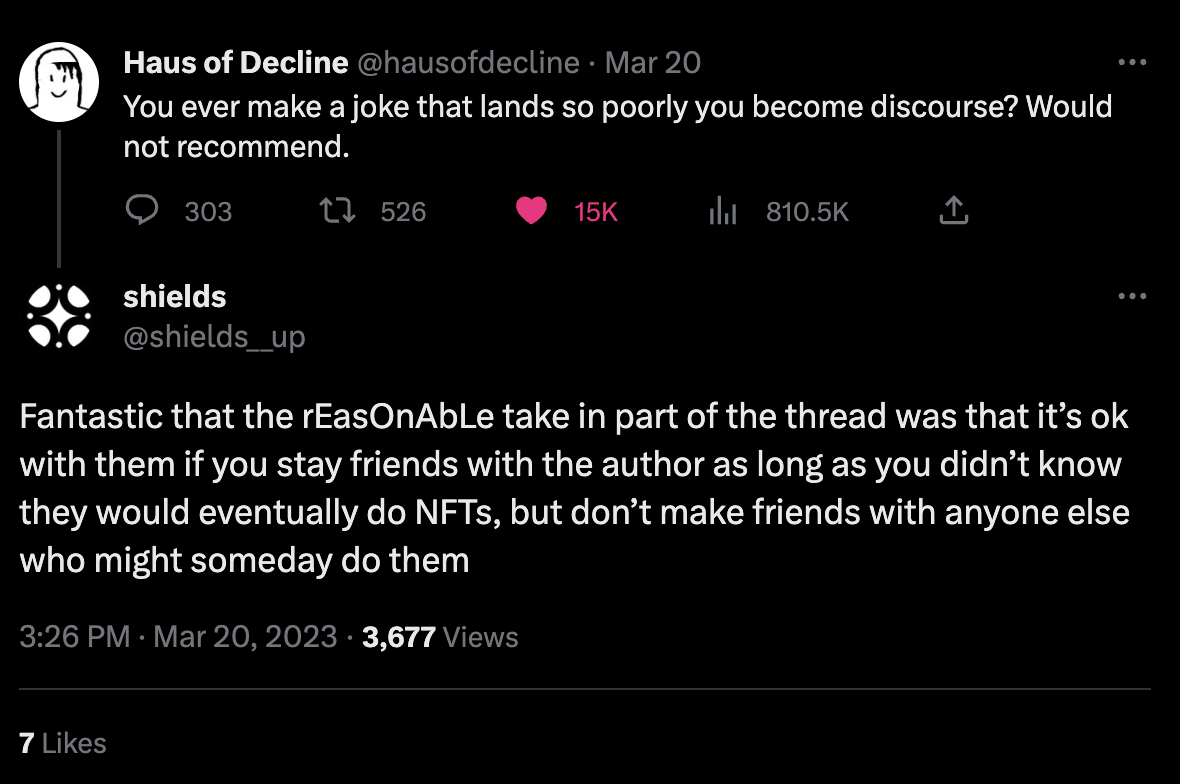 Haus of Decline @hausofdecline · Mar 20
You ever make a joke that lands so poorly you become discourse? Would
not recommend.
303 526 15K 810.5K
shields
@shields__up
Fantastic that the rEasOnAbLe take in part of the thread was that it’s ok
with them if you stay friends with the author as long as you didn’t know
they would eventually do NFTs, but don’t make friends with anyone else
who might someday do them
3:26 PM · Mar 20, 2023 · 3,677 Views
7 Likes